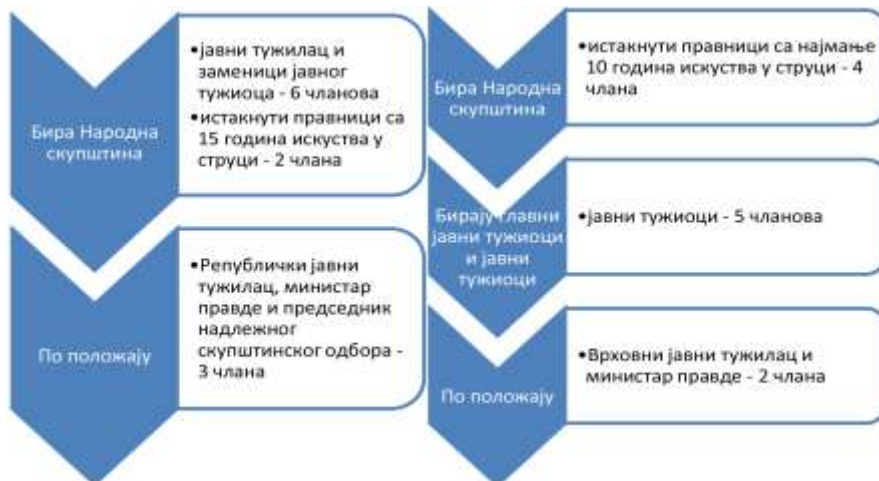 Бира Народна
скупштина
•јавни тужилац и
заменици јавног
тужиоца - 6 чланова
•истакнути правници са
15 година искуства у
струци - 2 члана
По положају
•Републички јавни
тужилац, министар
правде и председник
надлежног
скупштинског одбора -
3 члана
Бира Народна
скупштина
•истакнути правници са најмање
10 година искуства у струци - 4
члана
Бирају главни
јавни тужиоци
и јавни
тужиоци
•јавни тужиоци - 5 чланова
По положају
•Врховни јавни тужилац и
министар правде - 2 члана